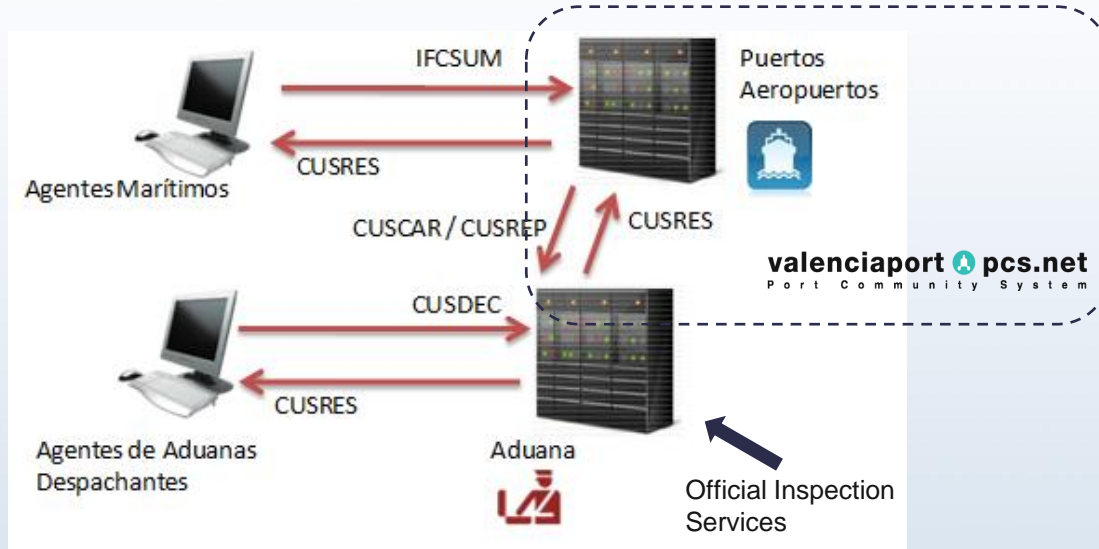 IFCSUM
Puertos
Aeropuertos
CUSRES
Agentes Marítimos
CUSCAR / CUSREP
CUSRES
valenciaport pcs.net
Port Community System
CUSDEC
CUSRES
Agentes de Aduanas
Despachantes
Aduana
Official Inspection
Services